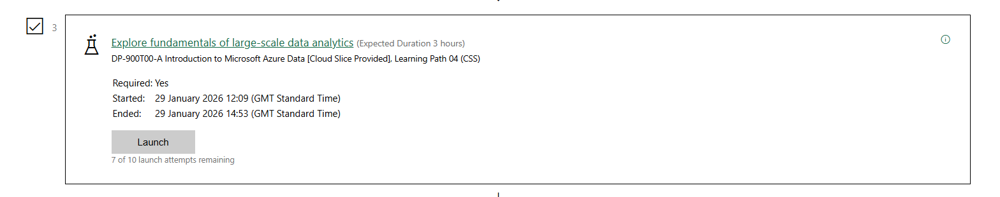 3
Explore fundamentals of large-scale data analytics (Expected Duration 3 hours)
DP-900T00-A Introduction to Microsoft Azure Data [Cloud Slice Provided], Learning Path 04 (CSS)
Required: Yes
Started: 29 January 2026 12:09 (GMT Standard Time)
Ended: 29 January 2026 14:53 (GMT Standard Time)
Launch
7 of 10 launch attempts remaining